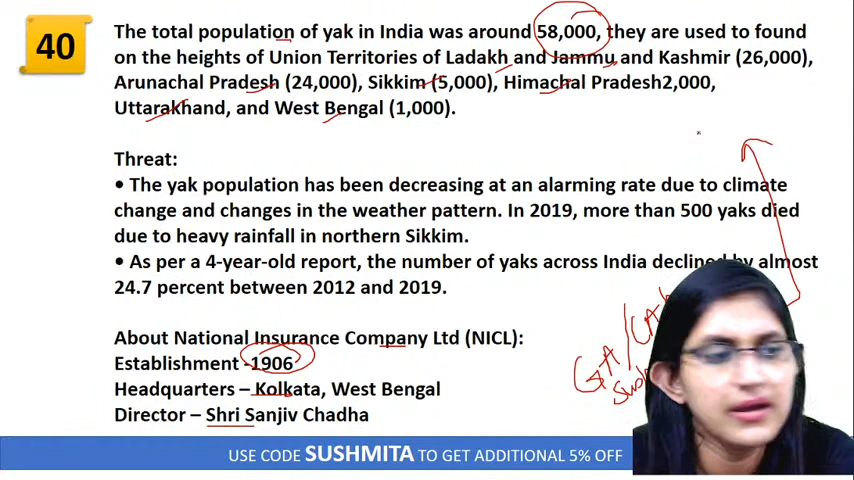 40
The total population of yak in India was around 58,000, they are used to found
on the heights of Union Territories of Ladakh and Jammu and Kashmir (26,000),
Arunachal Pradesh (24,000), Sikkim (5,000), Himachal Pradesh2,000,
Uttarakhand, and West Bengal (1,000).
Threat:
• The yak population has been decreasing at an alarming rate due to climate
change and changes in the weather pattern. In 2019, more than 500 yaks died
due to heavy rainfall in northern Sikkim.
• As per a 4-year-old report, the number of yaks across India declined by almost
24.7 percent between 2012 and 2019.
About National Insurance Company Ltd (NICL):
Establishment -1906
Headquarters – Kolkata, West Bengal
Director – Shri Sanjiv Chadha
GA/CA
USE CODE SUSHMITA TO GET ADDITIONAL 5% OFF